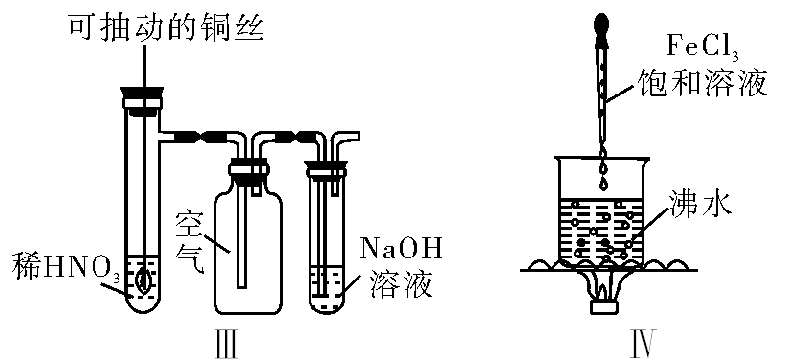 可抽动的铜丝
稀HNO₃
空气
NaOH
溶液
Ⅲ
FeCl₃
饱和溶液
沸水
Ⅳ